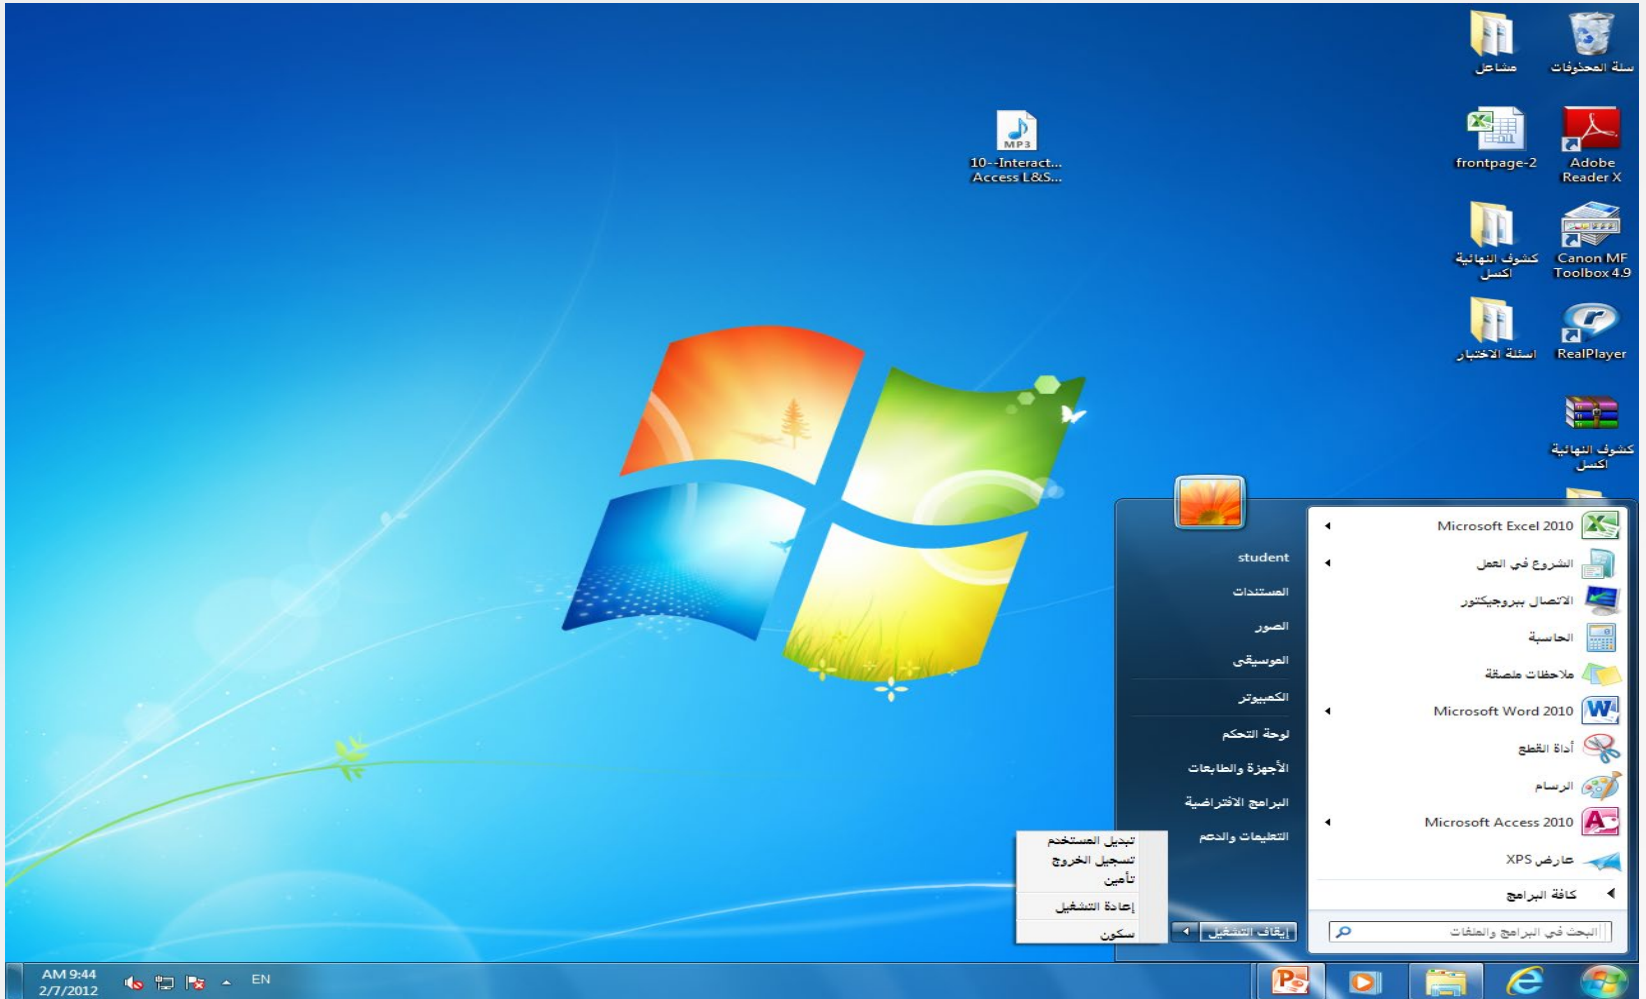 سلة المحذوفات
مشاعل
Adobe
Reader X
frontpage-2
Canon MF
Toolbox 4.9
كشوف النهائية
اكسل
RealPlayer
اسئلة الاختبار
كشوف النهائية
اكسل
MP3
10--Interact...
Access L&S...
Microsoft Excel 2010
الشروع في العمل
الاتصال ببروجيكتور
الحاسبة
ملاحظات ملصقة
Microsoft Word 2010
أداة القطع
الرسام
Microsoft Access 2010
عارض XPS
كافة البرامج
البحث في البرامج والملفات
student
المستندات
الصور
الموسيقى
الكمبيوتر
لوحة التحكم
الأجهزة والطابعات
البرامج الافتراضية
التعليمات والدعم
إيقاف التشغيل
تبديل المستخدم
تسجيل الخروج
تأمين
إعادة التشغيل
سكون
EN
AM 9:44
2/7/2012